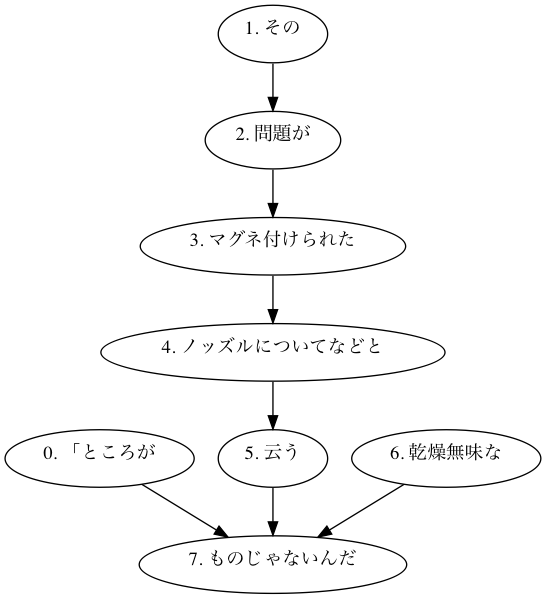 1. その
2. 問題が
3. マグネ付けられた
4. ノッズルについてなどと
0. 「ところが
5. 云う
6. 乾燥無味な
7. ものじゃないんだ